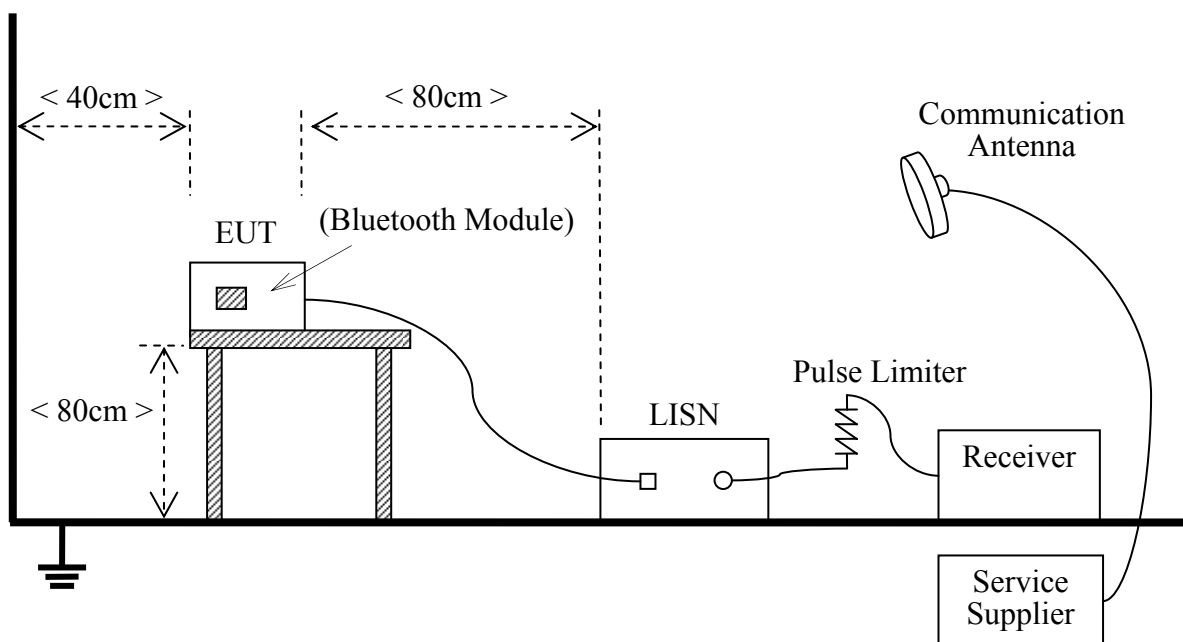 < 40cm >
< 80cm >
Communication
Antenna
(Bluetooth Module)
EUT
Pulse Limiter
< 80cm >
LISN
Receiver
Service
Supplier